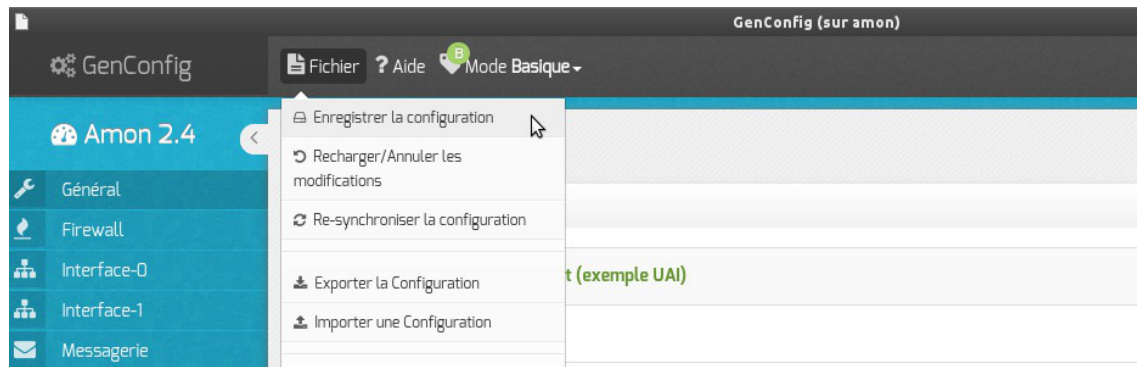 GenConfig (sur amon)
GenConfig
Fichier ? Aide B Mode Basique
Amon 2.4
Enregistrer la configuration
Recharger/Annuler les
modifications
Général
Re-synchroniser la configuration
Firewall
Interface-0
t (exemple UAI)
Exporter la Configuration
Interface-1
Importer une Configuration
Messagerie